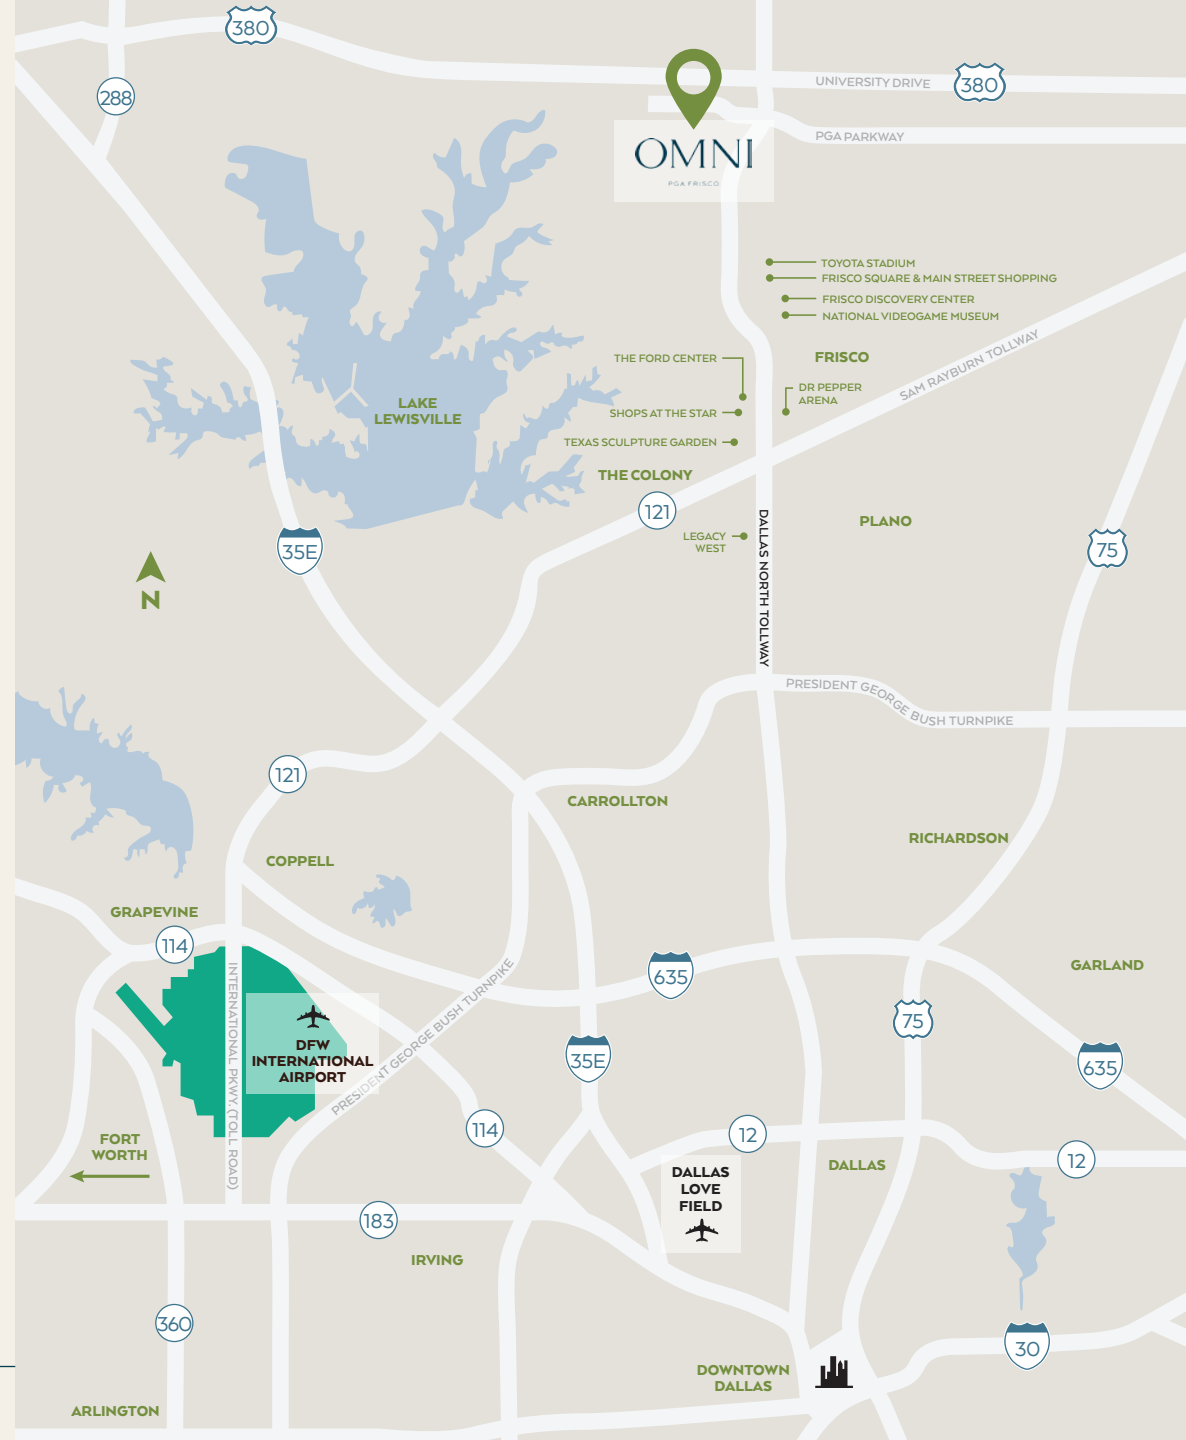 380
288
UNIVERSITY DRIVE
380
PGA PARKWAY
OMNI
PGA FRISCO
TOYOTA STADIUM
FRISCO SQUARE & MAIN STREET SHOPPING
FRISCO DISCOVERY CENTER
NATIONAL VIDEOGAME MUSEUM
THE FORD CENTER
FRISCO
SAM RAYBURN TOLLWAY
DR PEPPER
ARENA
LAKE
LEWISVILLE
SHOPS AT THE STAR
TEXAS SCULPTURE GARDEN
THE COLONY
121
PLANO
DALLAS NORTH TOLLWAY
LEGACY
WEST
35E
75
N
PRESIDENT GEORGE BUSH TURNPIKE
121
CARROLLTON
RICHARDSON
COPPELL
GRAPEVINE
114
INTERNATIONAL PKWY. (TOLL ROAD)
635
GARLAND
PRESIDENT GEORGE BUSH TURNPIKE
75
DFW
INTERNATIONAL
AIRPORT
35E
635
114
12
FORT
WORTH
DALLAS
12
DALLAS
LOVE
FIELD
183
IRVING
360
30
DOWNTOWN
DALLAS
ARLINGTON